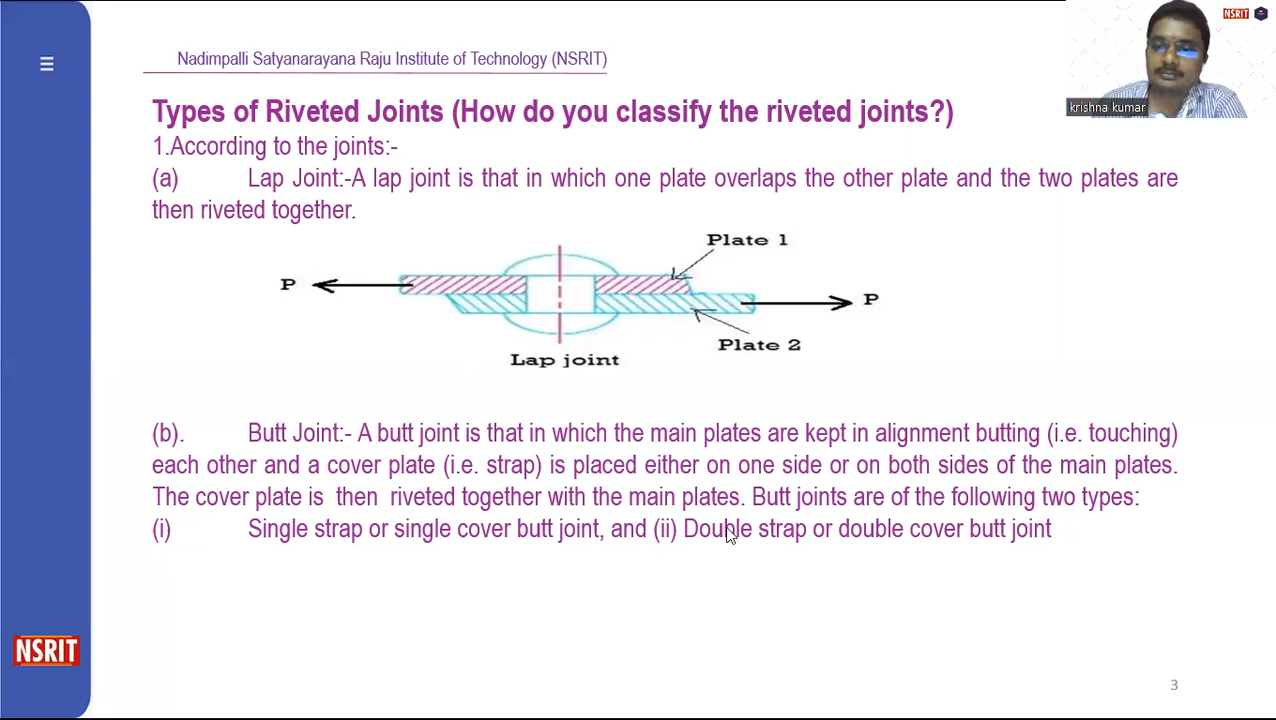 NSRIT
Nadimpalli Satyanarayana Raju Institute of Technology (NSRIT)
krishna kumar
Types of Riveted Joints (How do you classify the riveted joints?)
1.According to the joints:-
(a) Lap Joint:-A lap joint is that in which one plate overlaps the other plate and the two plates are
then riveted together.
Plate 1
P
P
Plate 2
Lap joint
(b). Butt Joint:- A butt joint is that in which the main plates are kept in alignment butting (i.e. touching)
each other and a cover plate (i.e. strap) is placed either on one side or on both sides of the main plates.
The cover plate is then riveted together with the main plates. Butt joints are of the following two types:
(i) Single strap or single cover butt joint, and (ii) Double strap or double cover butt joint
NSRIT
3